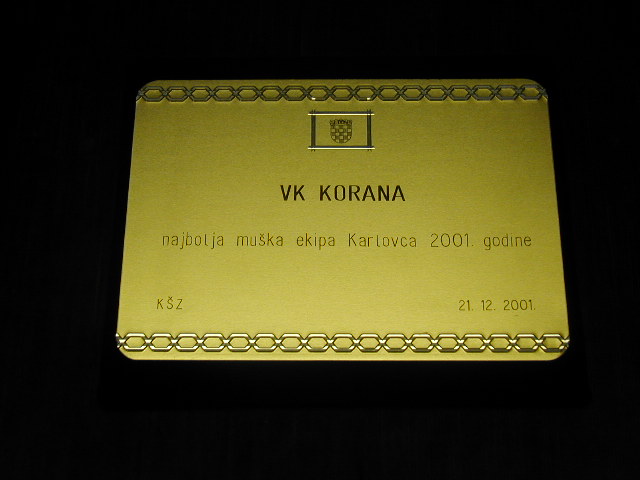 VK KORANA
najbolja muška ekipa Karlovca 2001. godine
KŠZ 21. 12. 2001.